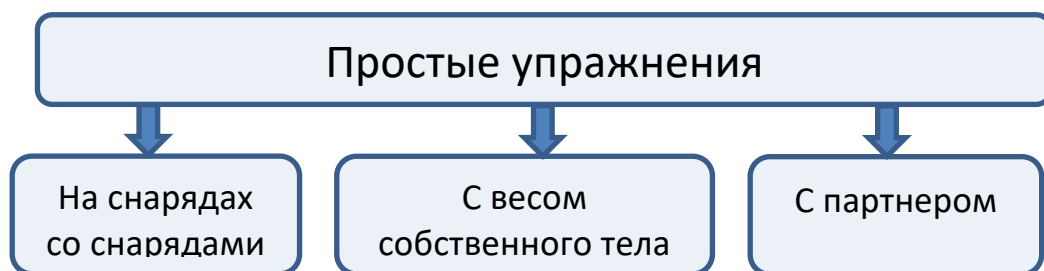 Простые упражнения
На снарядах
со снарядами
С весом
собственного тела
С партнером